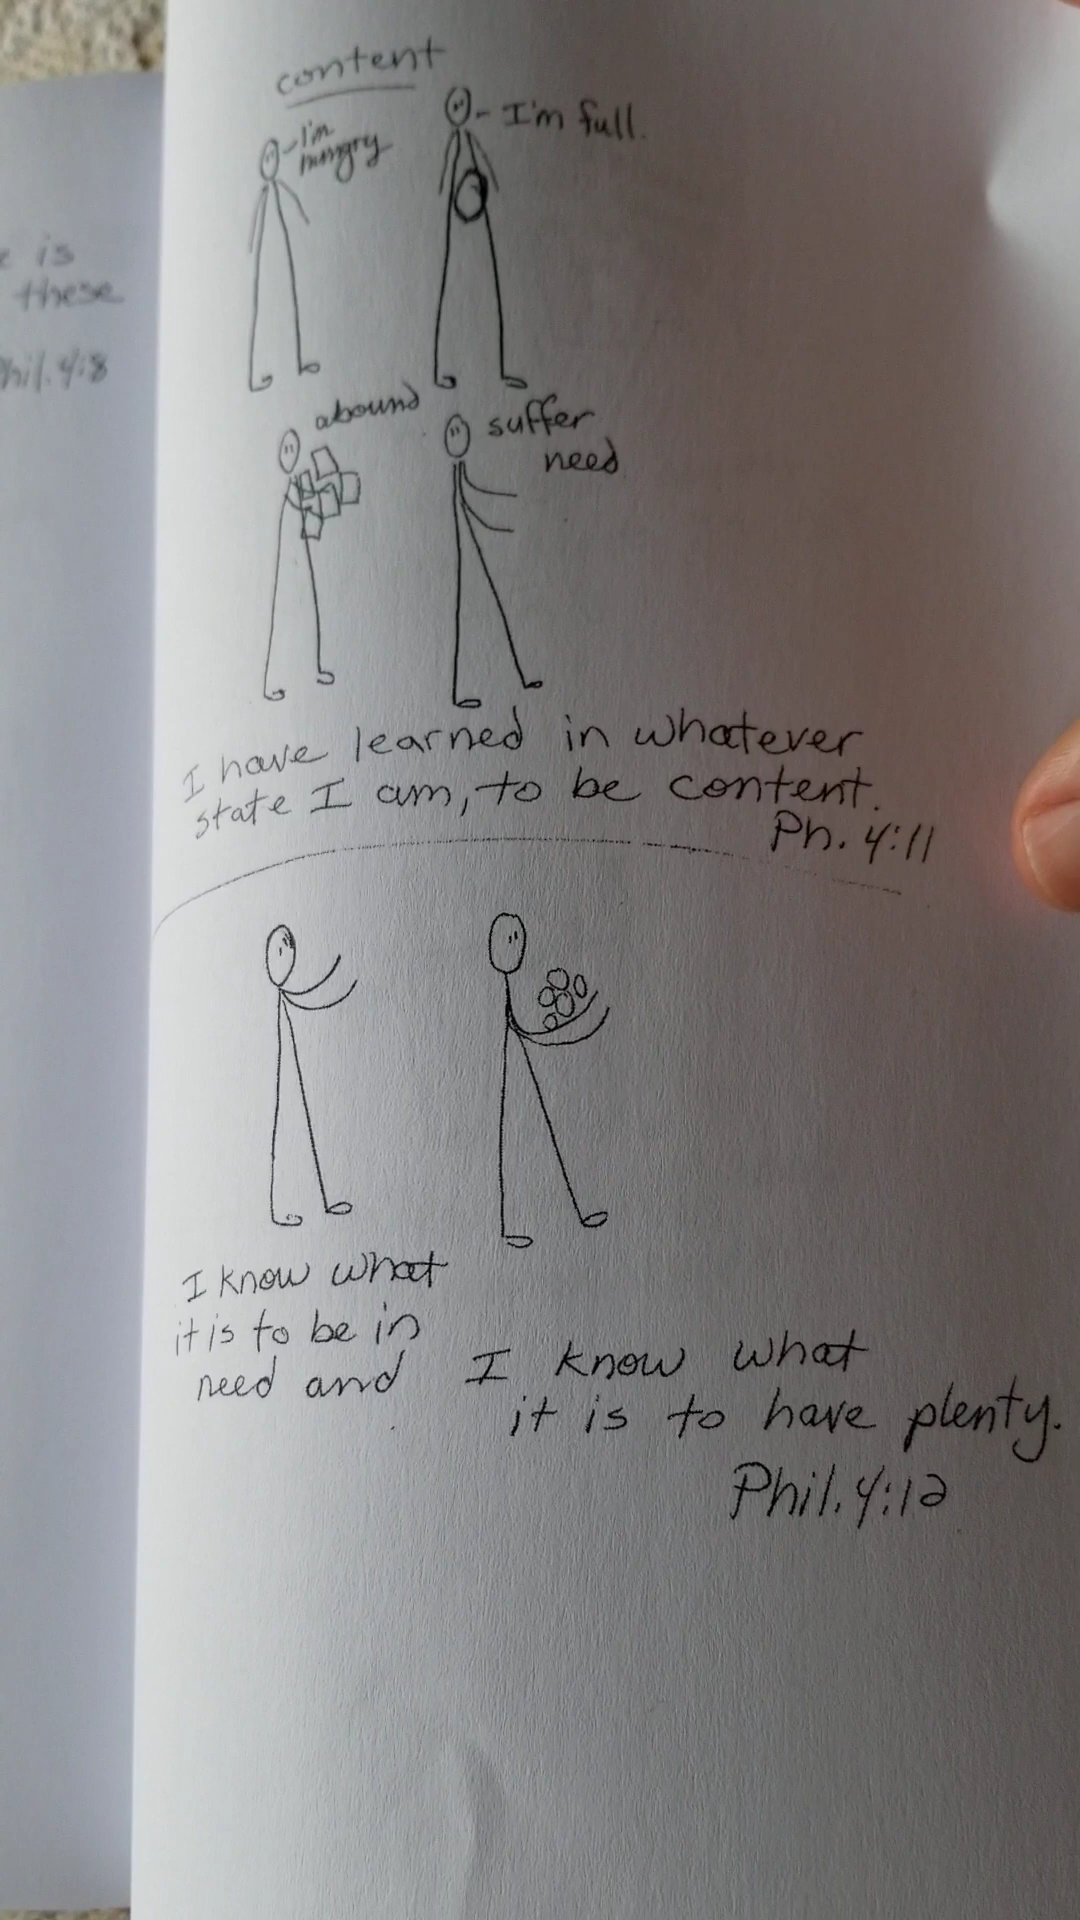 content
I'm
hungry
I'm full.
abound
suffer
need
I have learned in whatever
state I am, to be content.
Ph. 4:11
I know what
it is to be in
need and
I know what
it is to have plenty.
Phil. 4:12
is
these
Phil. 4:8